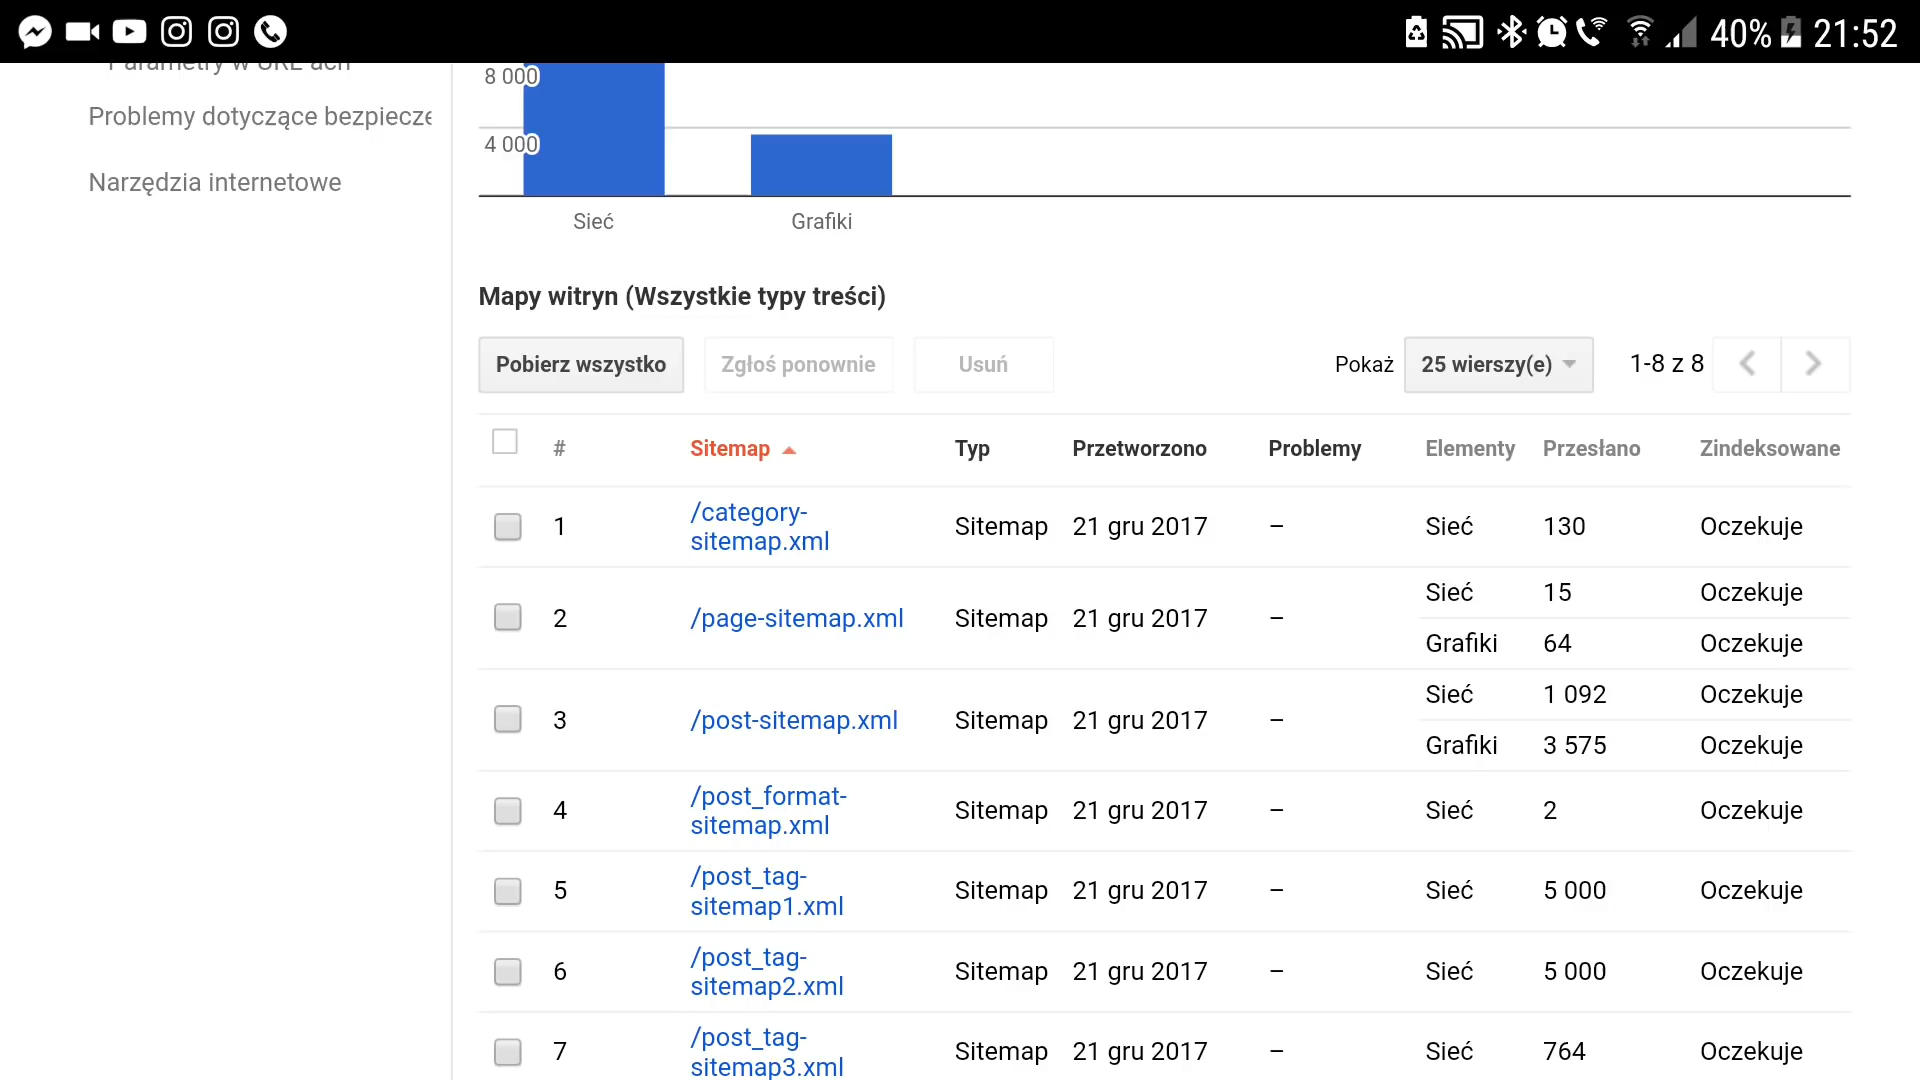 40% 21:52
Parametry w URL-ach
Problemy dotyczące bezpiecze
Narzędzia internetowe
8 000
4 000
Sieć Grafiki
Mapy witryn (Wszystkie typy treści)
Pobierz wszystko Zgłoś ponownie Usuń Pokaż 25 wierszy(e) 1-8 z 8
# Sitemap Typ Przetworzono Problemy Elementy Przesłano Zindeksowane
1 /category-sitemap.xml Sitemap 21 gru 2017 – Sieć 130 Oczekuje
2 /page-sitemap.xml Sitemap 21 gru 2017 – Sieć 15 Oczekuje
Grafiki 64 Oczekuje
3 /post-sitemap.xml Sitemap 21 gru 2017 – Sieć 1 092 Oczekuje
Grafiki 3 575 Oczekuje
4 /post_format-sitemap.xml Sitemap 21 gru 2017 – Sieć 2 Oczekuje
5 /post_tag-sitemap1.xml Sitemap 21 gru 2017 – Sieć 5 000 Oczekuje
6 /post_tag-sitemap2.xml Sitemap 21 gru 2017 – Sieć 5 000 Oczekuje
7 /post_tag-sitemap3.xml Sitemap 21 gru 2017 – Sieć 764 Oczekuje